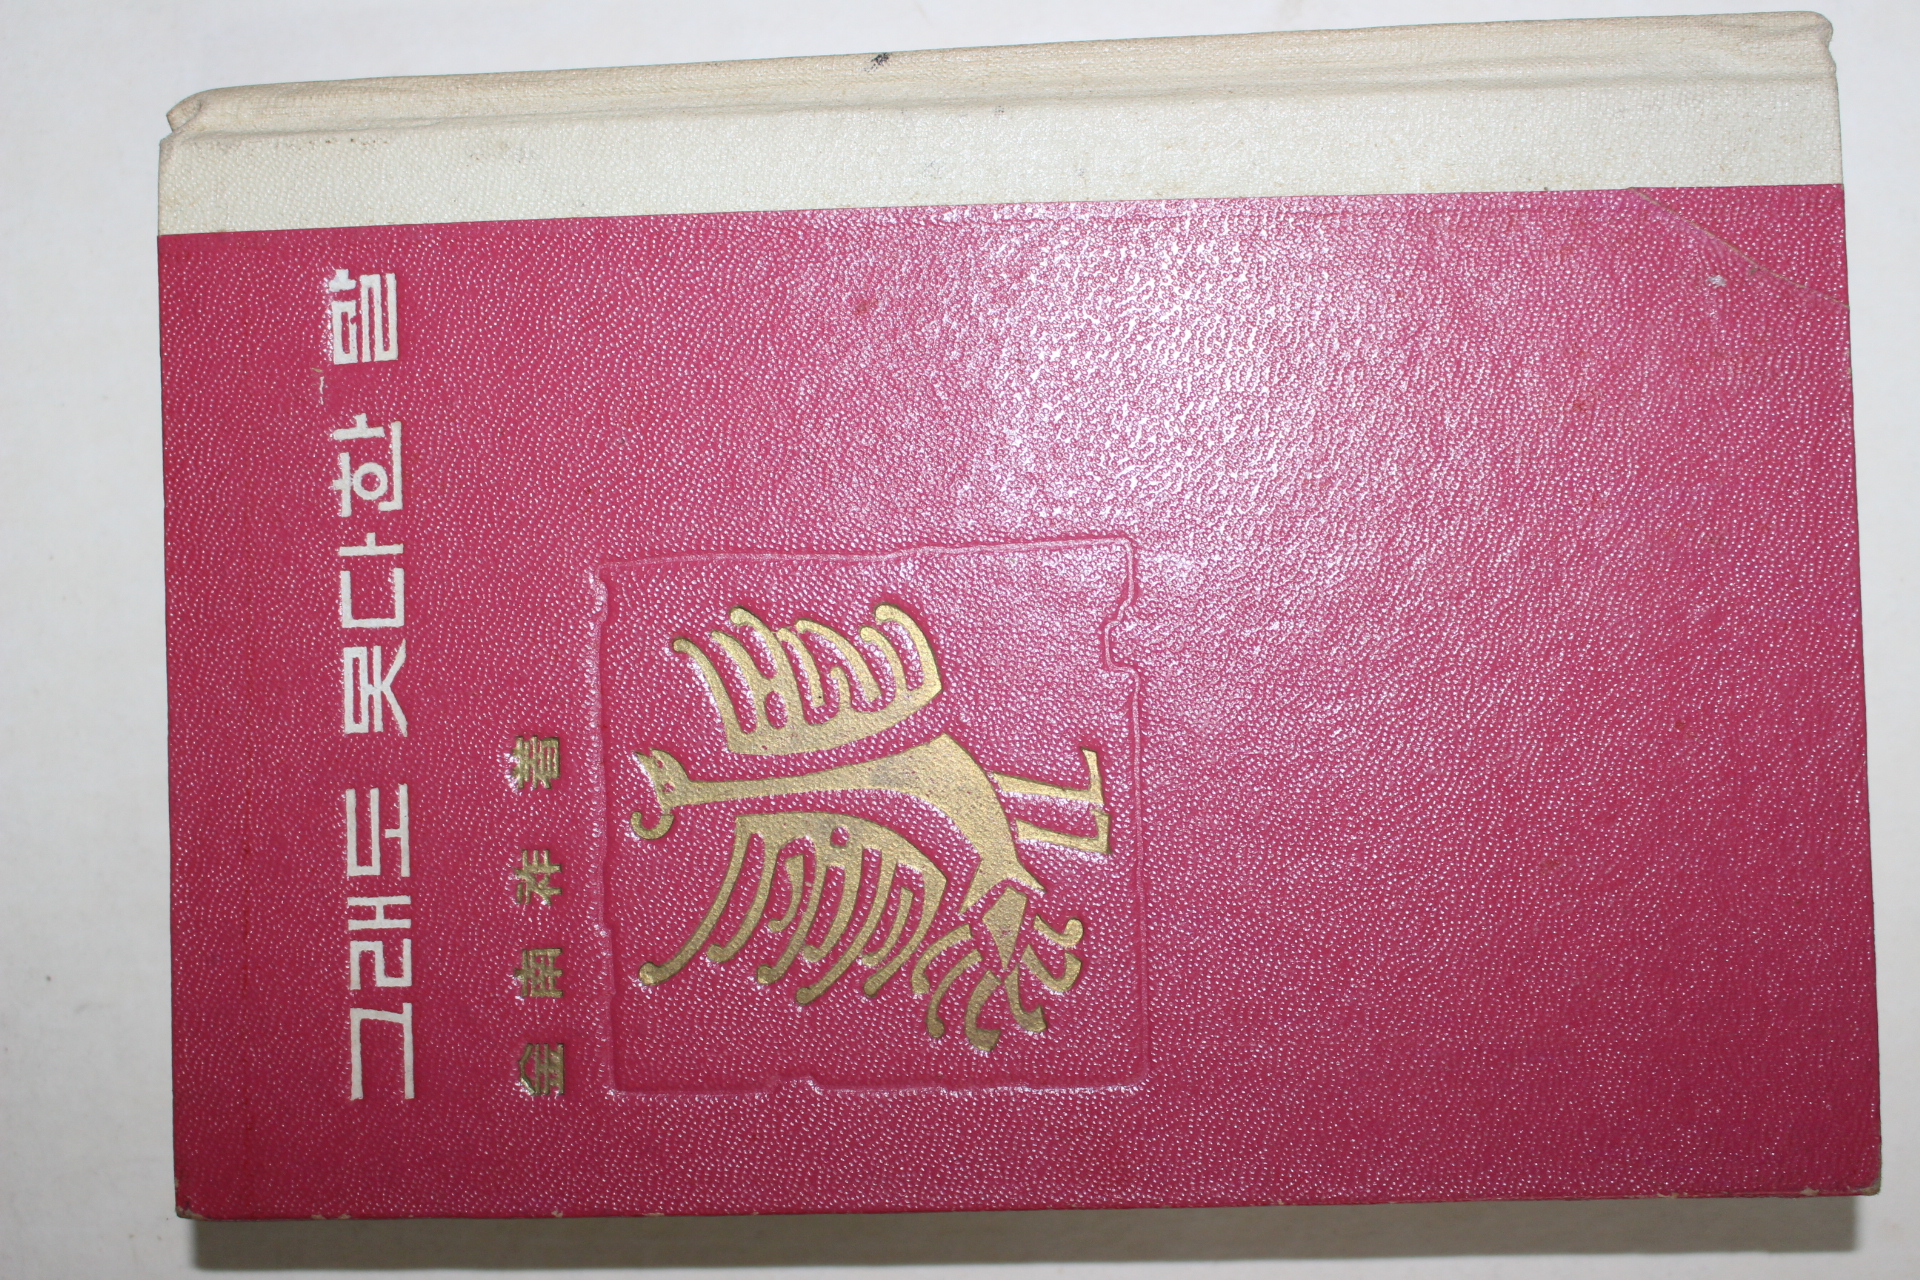 그래도 못다한 말
金南祚 著